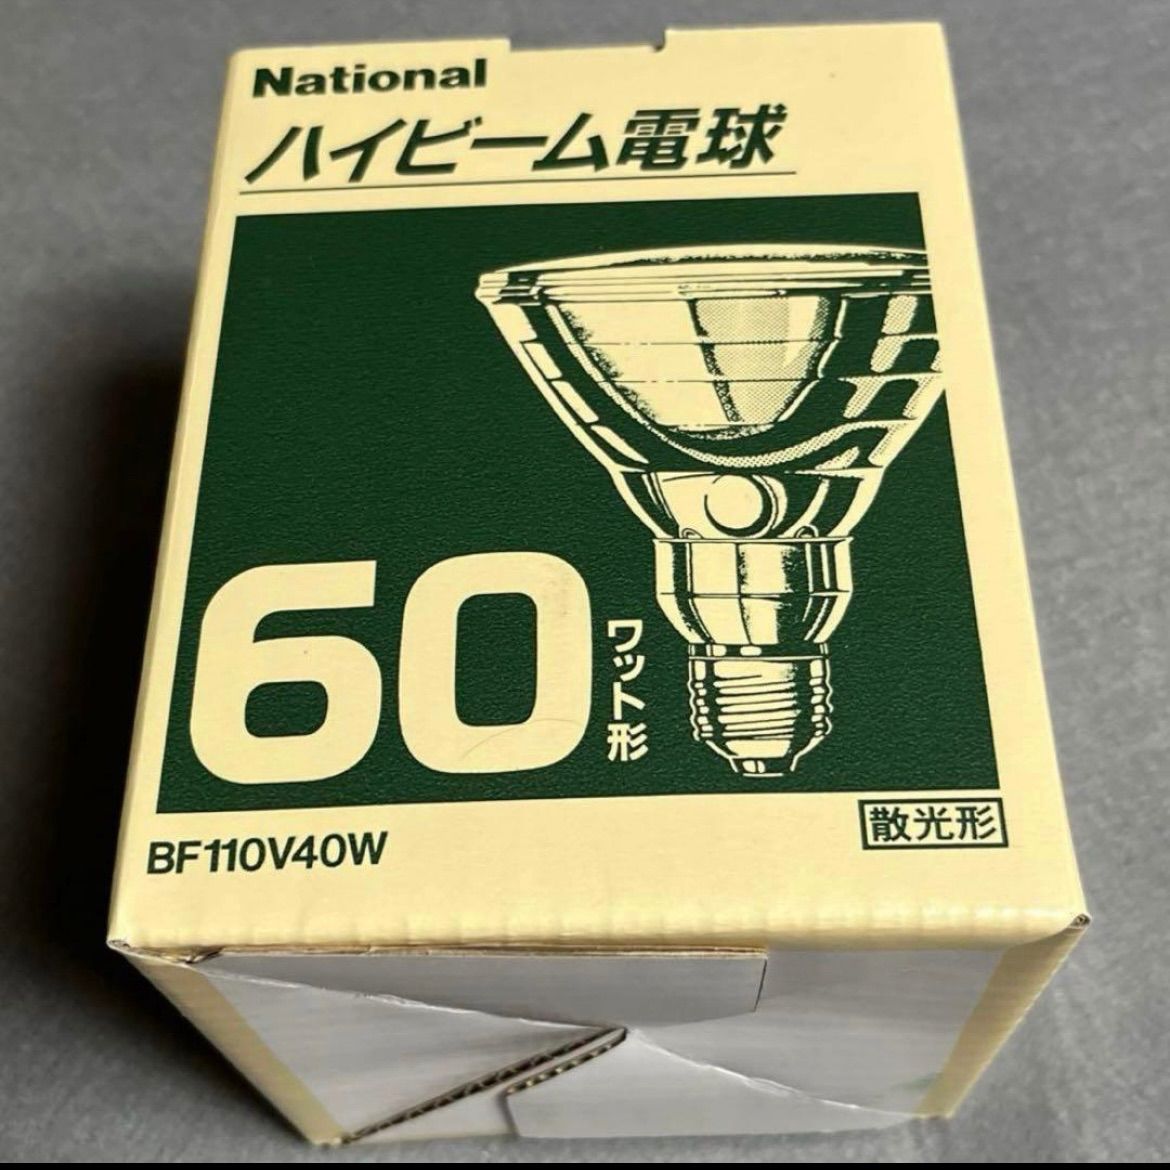 National
ハイビーム電球
60
ワット形
BF110V40W
散光形